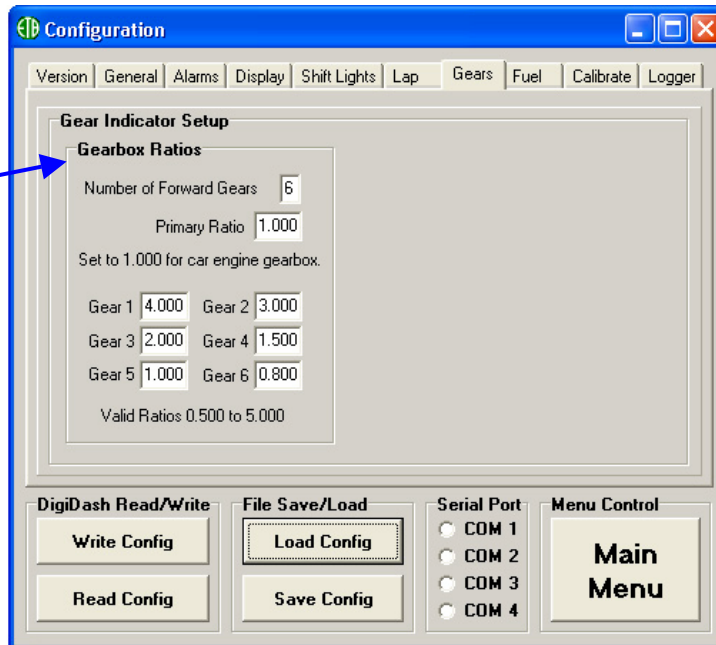 ETB Configuration
Version General Alarms Display Shift Lights Lap Gears Fuel Calibrate Logger
Gear Indicator Setup
Gearbox Ratios
Number of Forward Gears 6
Primary Ratio 1.000
Set to 1.000 for car engine gearbox.
Gear 1 4.000 Gear 2 3.000
Gear 3 2.000 Gear 4 1.500
Gear 5 1.000 Gear 6 0.800
Valid Ratios 0.500 to 5.000
DigiDash Read/Write File Save/Load Serial Port Menu Control
Write Config
Read Config
Load Config
Save Config
COM 1
COM 2
COM 3
COM 4
Main
Menu